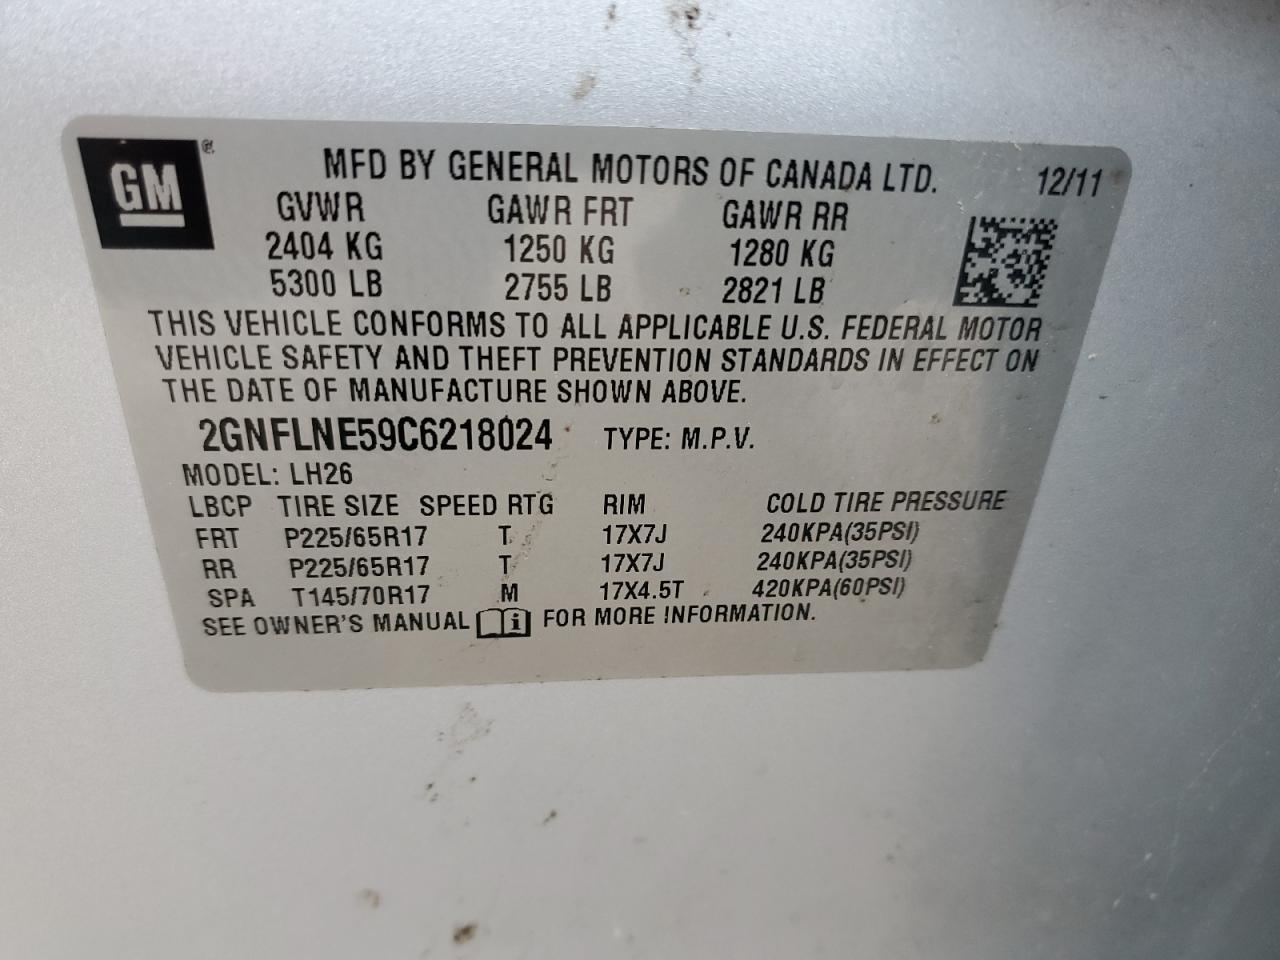 GM
MFD BY GENERAL MOTORS OF CANADA LTD. 12/11
GVWR GAWR FRT GAWR RR
2404 KG 1250 KG 1280 KG
5300 LB 2755 LB 2821 LB
THIS VEHICLE CONFORMS TO ALL APPLICABLE U.S. FEDERAL MOTOR
VEHICLE SAFETY AND THEFT PREVENTION STANDARDS IN EFFECT ON
THE DATE OF MANUFACTURE SHOWN ABOVE.
2GNFLNE59C6218024 TYPE: M.P.V.
MODEL: LH26
LBCP TIRE SIZE SPEED RTG RIM COLD TIRE PRESSURE
FRT P225/65R17 T 17X7J 240KPA(35PSI)
RR P225/65R17 T 17X7J 240KPA(35PSI)
SPA T145/70R17 M 17X4.5T 420KPA(60PSI)
SEE OWNER'S MANUAL i FOR MORE INFORMATION.